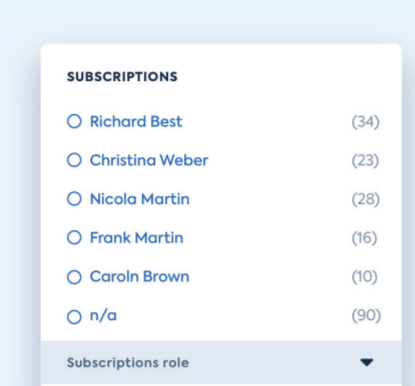 SUBSCRIPTIONS
Richard Best (34)
Christina Weber (23)
Nicola Martin (28)
Frank Martin (16)
Caroln Brown (10)
n/a (90)
Subscriptions role